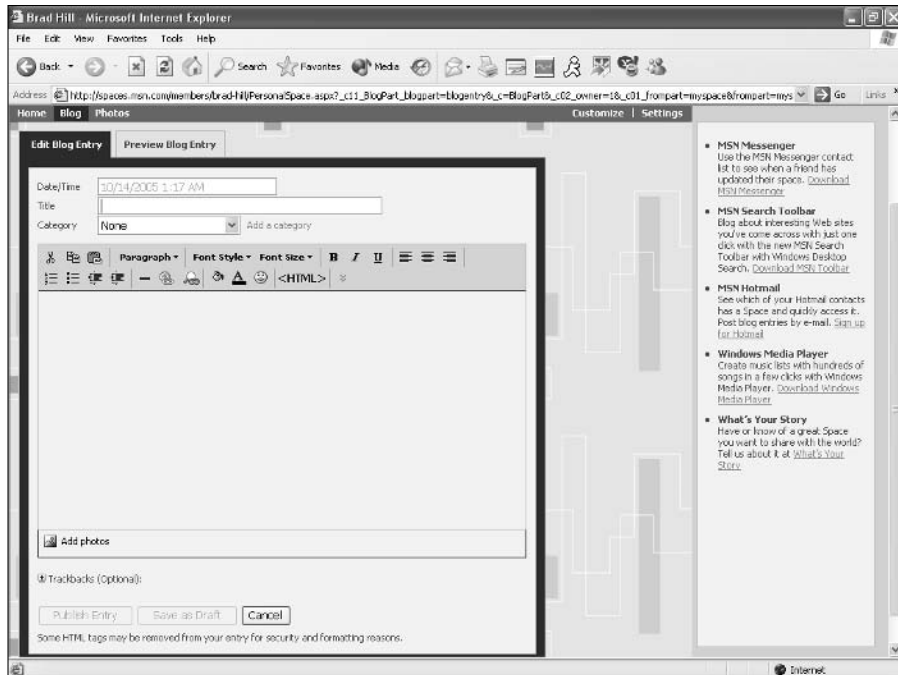 Brad Hill - Microsoft Internet Explorer
File Edit View Favorites Tools Help
Back Search Favorites Media
Address http://spaces.msn.com/members/brad-hill/PersonalSpace.aspx?_c11_BlogPart_blogpart=blogentry&_c=BlogPart&_c02_owner=1&_c01_frompart=myspace&frompart=mys Go Links
Home Blog Photos Customize | Settings
Edit Blog Entry Preview Blog Entry
Date/Time 10/14/2005 1:17 AM
Title
Category None Add a category
Paragraph Font Style Font Size B I U
A <HTML>
Add photos
Trackbacks (Optional):
Publish Entry Save as Draft Cancel
Some HTML tags may be removed from your entry for security and formatting reasons.
MSN Messenger
Use the MSN Messenger contact
list to see when a friend has
updated their space. Download
MSN Messenger
MSN Search Toolbar
Blog about interesting Web sites
you've come across with just one
click with the new MSN Search
Toolbar with Windows Desktop
Search. Download MSN Toolbar
MSN Hotmail
See which of your Hotmail contacts
has a Space and quickly access it.
Post blog entries by e-mail. Sign up
for Hotmail
Windows Media Player
Create music lists with hundreds of
songs in a few clicks with Windows
Media Player. Download Windows
Media Player
What's Your Story
Have or know of a great Space
you want to share with the world?
Tell us about it at What's Your
Story
Internet